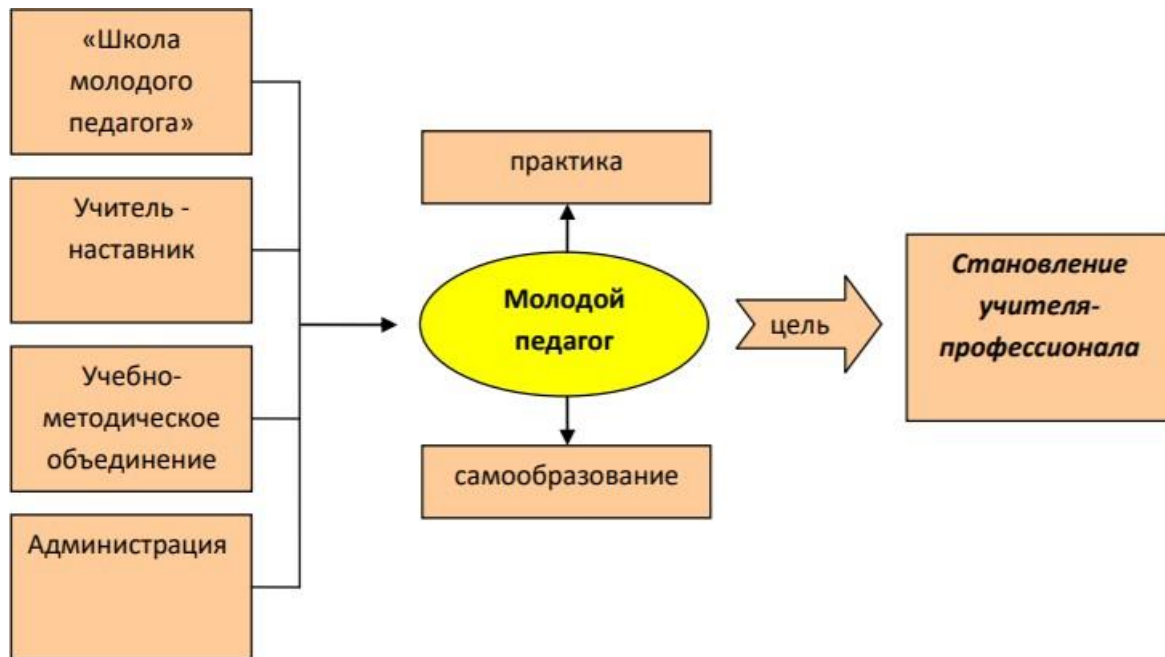 «Школа
молодого
педагога»
Учитель -
наставник
Учебно-
методическое
объединение
Администрация
практика
Молодой
педагог
самообразование
цель
Становление
учителя-
профессионала